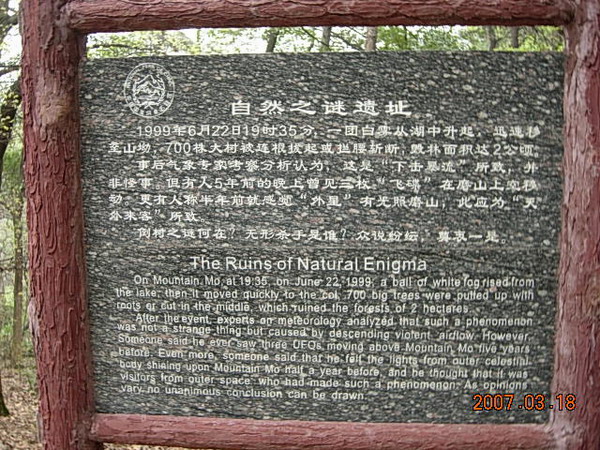 自然之谜遗址
1999年6月22日19时35分，一团白雾从湖中升起，迅速移
至山坳，700株大树被连根拔起或拦腰折断，毁林面积达2公顷。
事后气象专家考察分析认为，这是“下击暴流”所致，并
非怪事。但有人5年前的晚上曾见三枚“飞碟”在磨山上空移
动。更有人称半年前就感觉“外星”有光照磨山，此应为“天
外来客”所致。
倒树之谜何在？无形杀手是谁？众说纷纭，莫衷一是。
The Ruins of Natural Enigma
On Mountain Mo, at 19:35, on June 22, 1999, a ball of white fog rised from
the lake, then it moved quickly to the col, 700 big trees were pulled up with
roots or cut in the middle, which ruined the forests of 2 hectares.
After the event, experts on meteorology analyzed that such a phenomenon
was not a strange thing but caused by descending violent airflow. However,
Someone said he ever saw three UFOs moving above Mountain Mo five years
before. Even more, someone said that he felt the lights from outer celestial
body shining upon Mountain Mo half a year before, and he thought that it was
visitors from outer space who had made such a phenomenon. As opinions
vary, no unanimous conclusion can be drawn.
2007.03.18